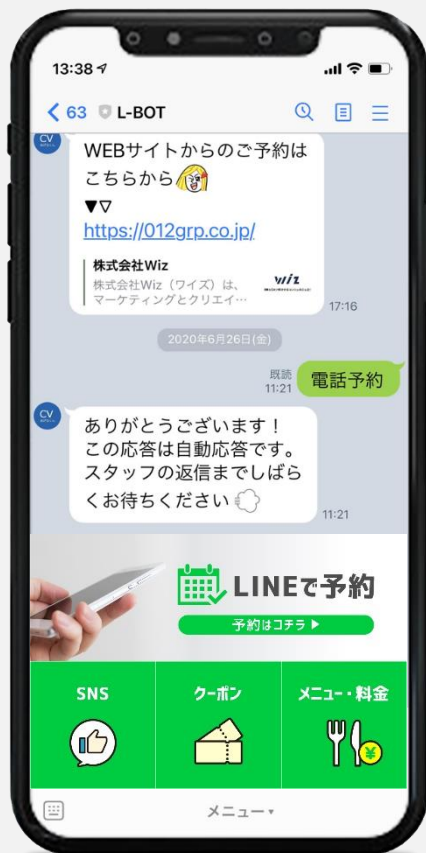 13:38
63 L-BOT
CV
WEBサイトからのご予約は
こちらから
▼▽
https://012grp.co.jp/
株式会社Wiz
株式会社Wiz（ワイズ）は、
マーケティングとクリエイ…
Wiz
17:16
2020年6月26日(金)
既読
11:21
電話予約
CV
ありがとうございます！
この応答は自動応答です。
スタッフの返信までしばら
くお待ちください
11:21
LINEで予約
予約はコチラ ▶
SNS
クーポン
メニュー・料金
¥
メニュー ▾